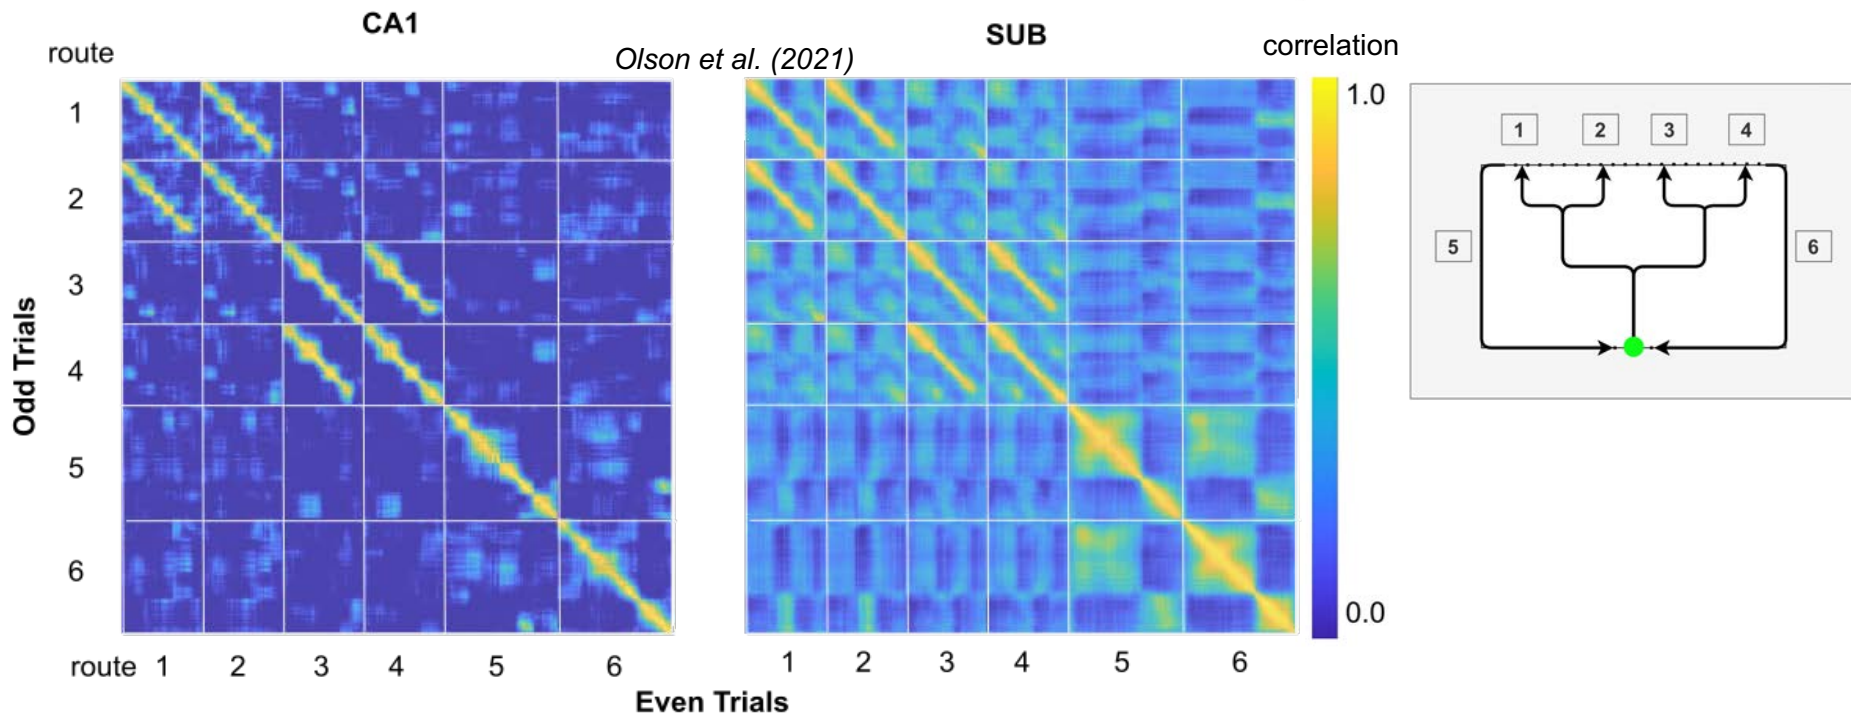 CA1
SUB
route
Olson et al. (2021)
correlation
1
2
3
4
5
6
Odd Trials
1.0
0.0
1 2 3 4
5 6
route 1 2 3 4 5 6
1 2 3 4 5 6
Even Trials